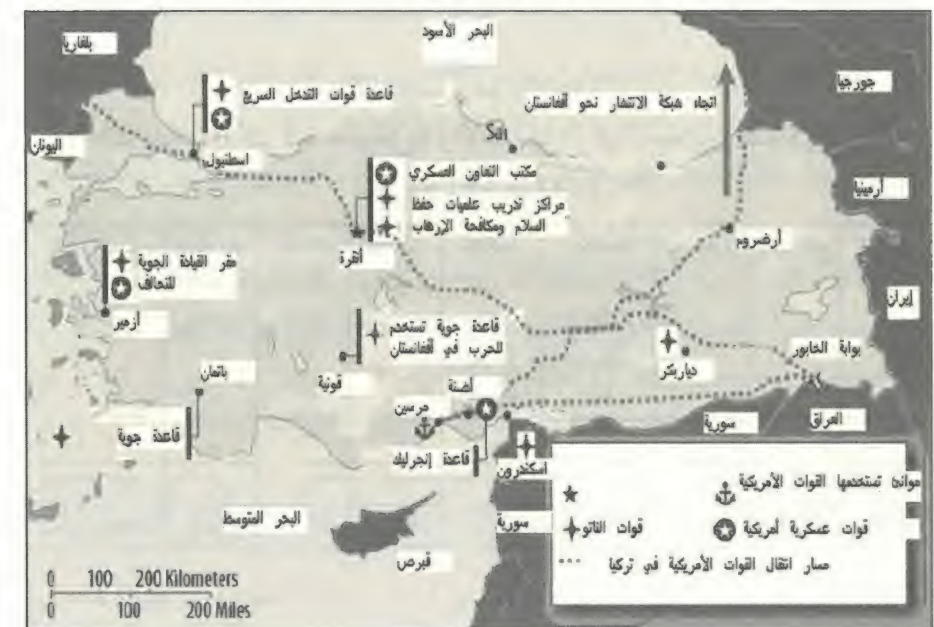 البحر الأسود
بلغاريا
جورجيا
قاعدة قوات التدخل السريع
اتجاه شبكة الانتشار نحو أفغانستان
اليونان
اسطنبول
مكتب التعاون العسكري
مراكز تدريب عمليات حفظ
السلام ومكافحة الإرهاب
أرمينيا
أنقرة
أرضروم
مقر القيادة الجوية
للتحالف
إيران
أزمير
قاعدة جوية تستخدم
للحرب في أفغانستان
بوابة الخابور
قونية
دياربكر
باتمان
أضنة
مرسين
العراق
سورية
قاعدة جوية
قاعدة إنجرليك
اسكندرون
موانئ تستخدمها القوات الأمريكية
البحر المتوسط
سورية
قوات الناتو
قوات عسكرية أمريكية
قبرص
مسار انتقال القوات الأمريكية في تركيا
0 100 200 Kilometers
0 100 200 Miles